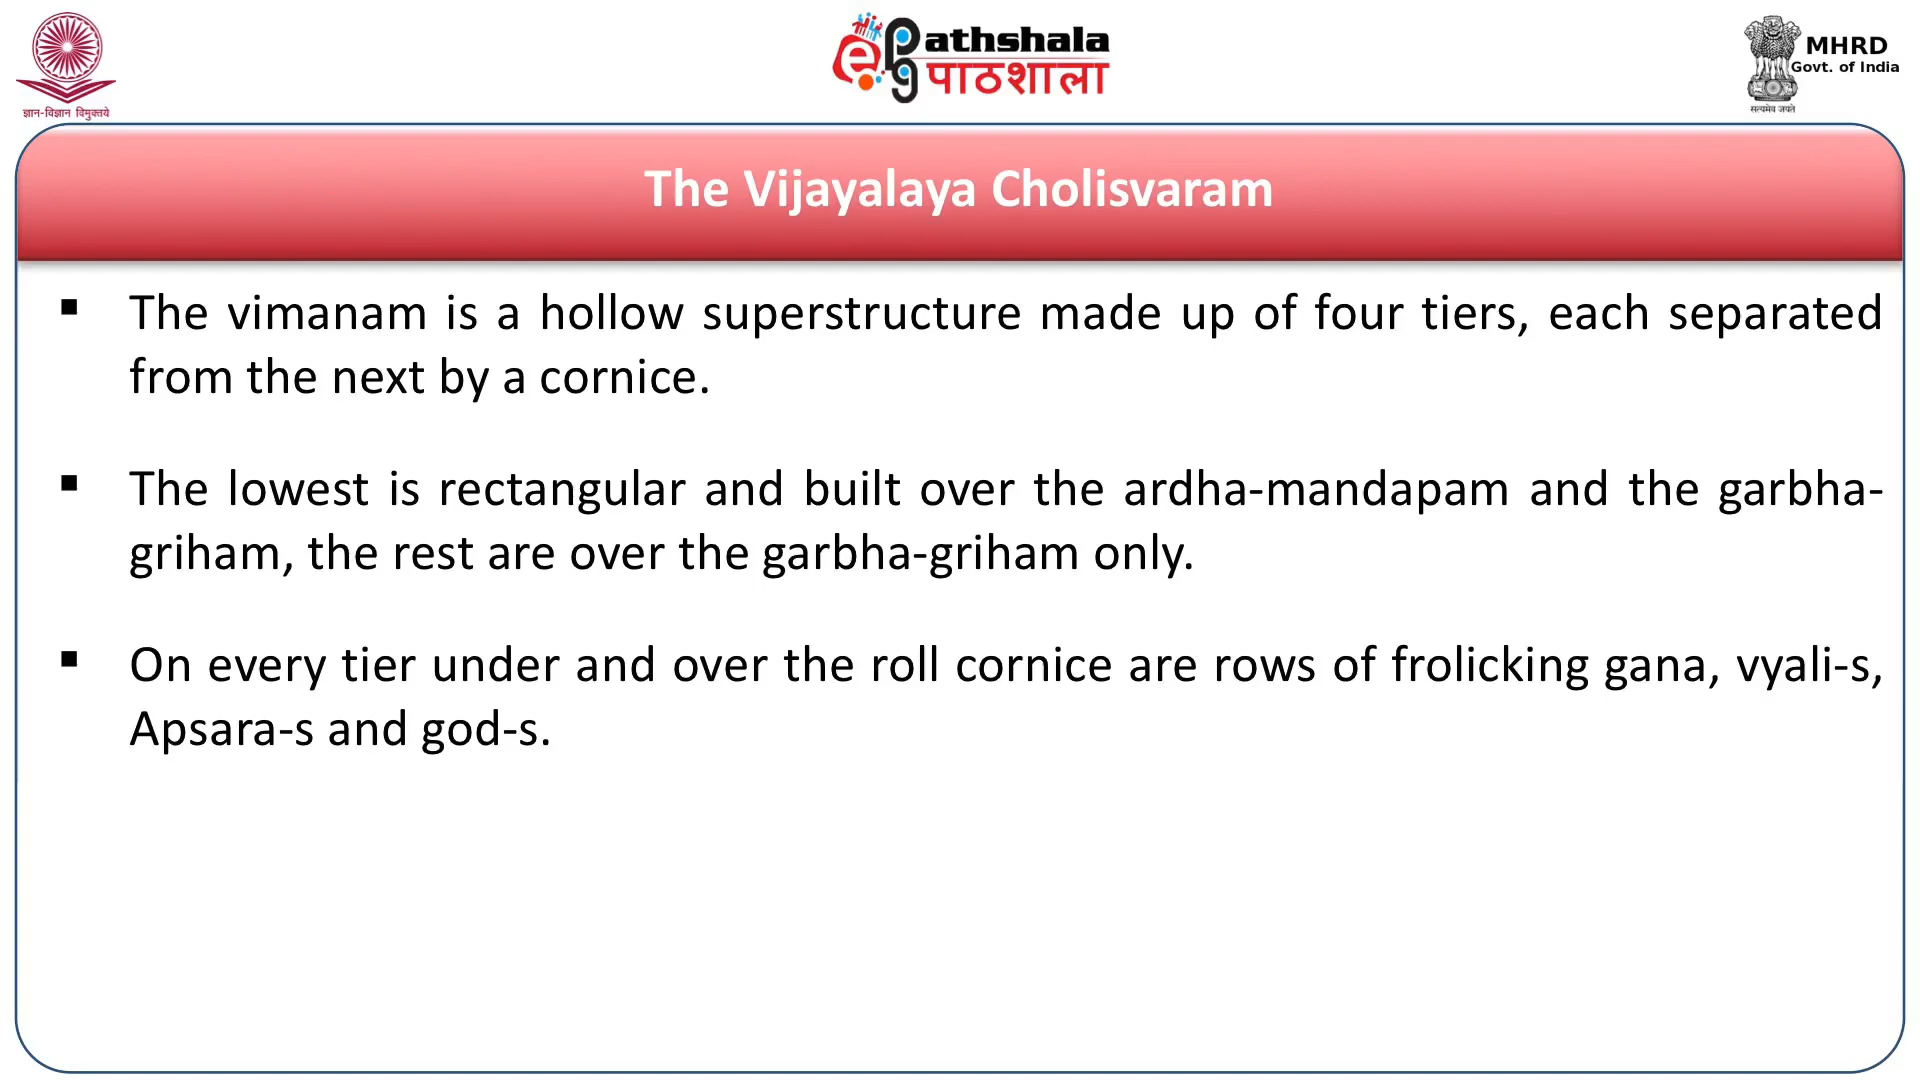 ज्ञान-विज्ञान विमुक्तये
ePG Pathshala
पाठशाला
MHRD
Govt. of India
सत्यमेव जयते
The Vijayalaya Cholisvaram
▪ The vimanam is a hollow superstructure made up of four tiers, each separated
from the next by a cornice.
▪ The lowest is rectangular and built over the ardha-mandapam and the garbha-
griham, the rest are over the garbha-griham only.
▪ On every tier under and over the roll cornice are rows of frolicking gana, vyali-s,
Apsara-s and god-s.